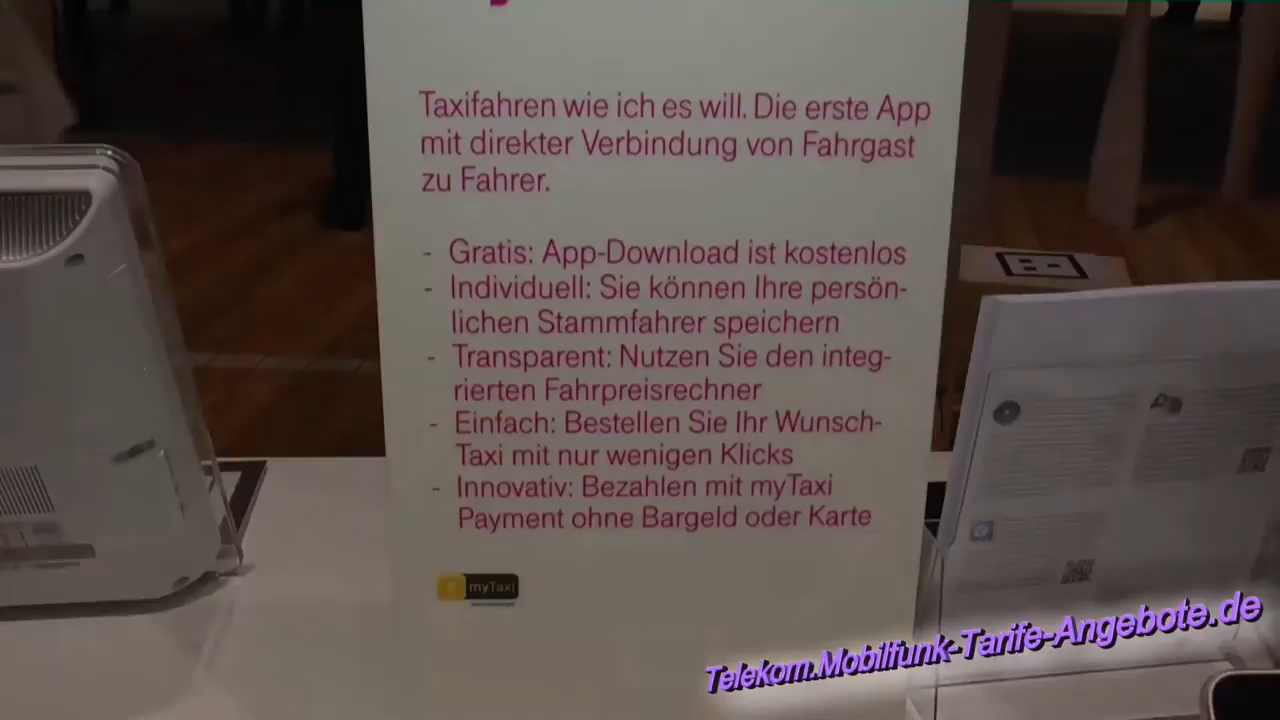 Taxifahren wie ich es will. Die erste App
mit direkter Verbindung von Fahrgast
zu Fahrer.
- Gratis: App-Download ist kostenlos
- Individuell: Sie können Ihre persön-
lichen Stammfahrer speichern
- Transparent: Nutzen Sie den integ-
rierten Fahrpreisrechner
- Einfach: Bestellen Sie Ihr Wunsch-
Taxi mit nur wenigen Klicks
- Innovativ: Bezahlen mit myTaxi
Payment ohne Bargeld oder Karte
myTaxi
Telekom.Mobilfunk-Tarife-Angebote.de